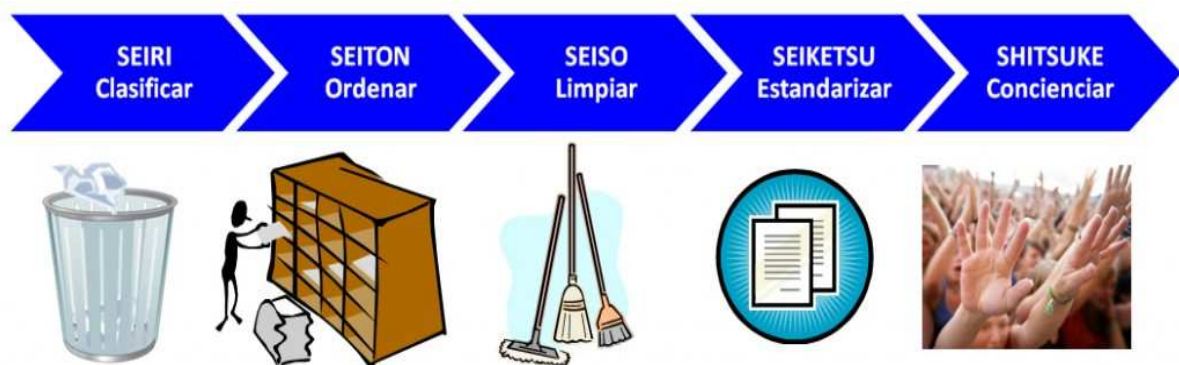 SEIRI
Clasificar
SEITON
Ordenar
SEISO
Limpiar
SEIKETSU
Estandarizar
SHITSUKE
Concienciar